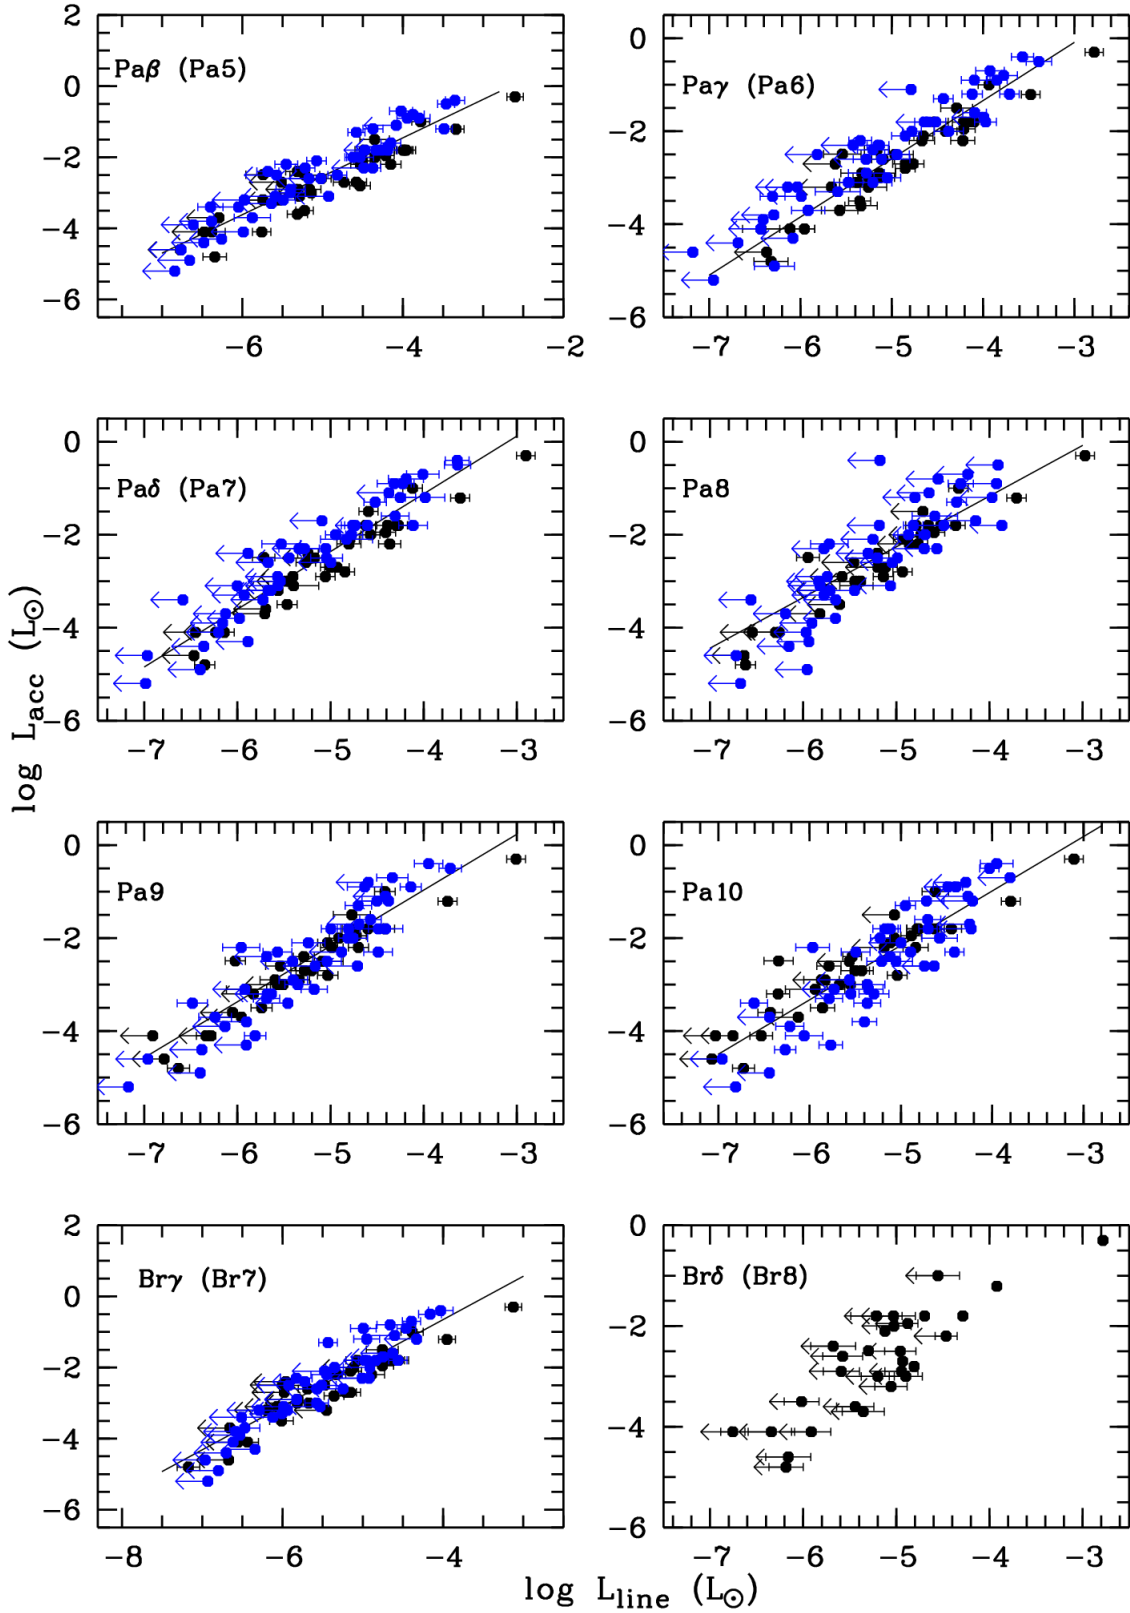 2
0
−2
−4
−6
Paβ (Pa5)
−6 −4 −2
0
−2
−4
−6
Paγ (Pa6)
−7 −6 −5 −4 −3
0
−2
−4
−6
Paδ (Pa7)
−7 −6 −5 −4 −3
0
−2
−4
−6
Pa8
−7 −6 −5 −4 −3
log Lacc (L⊙)
0
−2
−4
−6
Pa9
−7 −6 −5 −4 −3
0
−2
−4
−6
Pa10
−7 −6 −5 −4 −3
2
0
−2
−4
−6
Brγ (Br7)
−8 −6 −4
0
−2
−4
−6
Brδ (Br8)
−7 −6 −5 −4 −3
log Lline (L⊙)